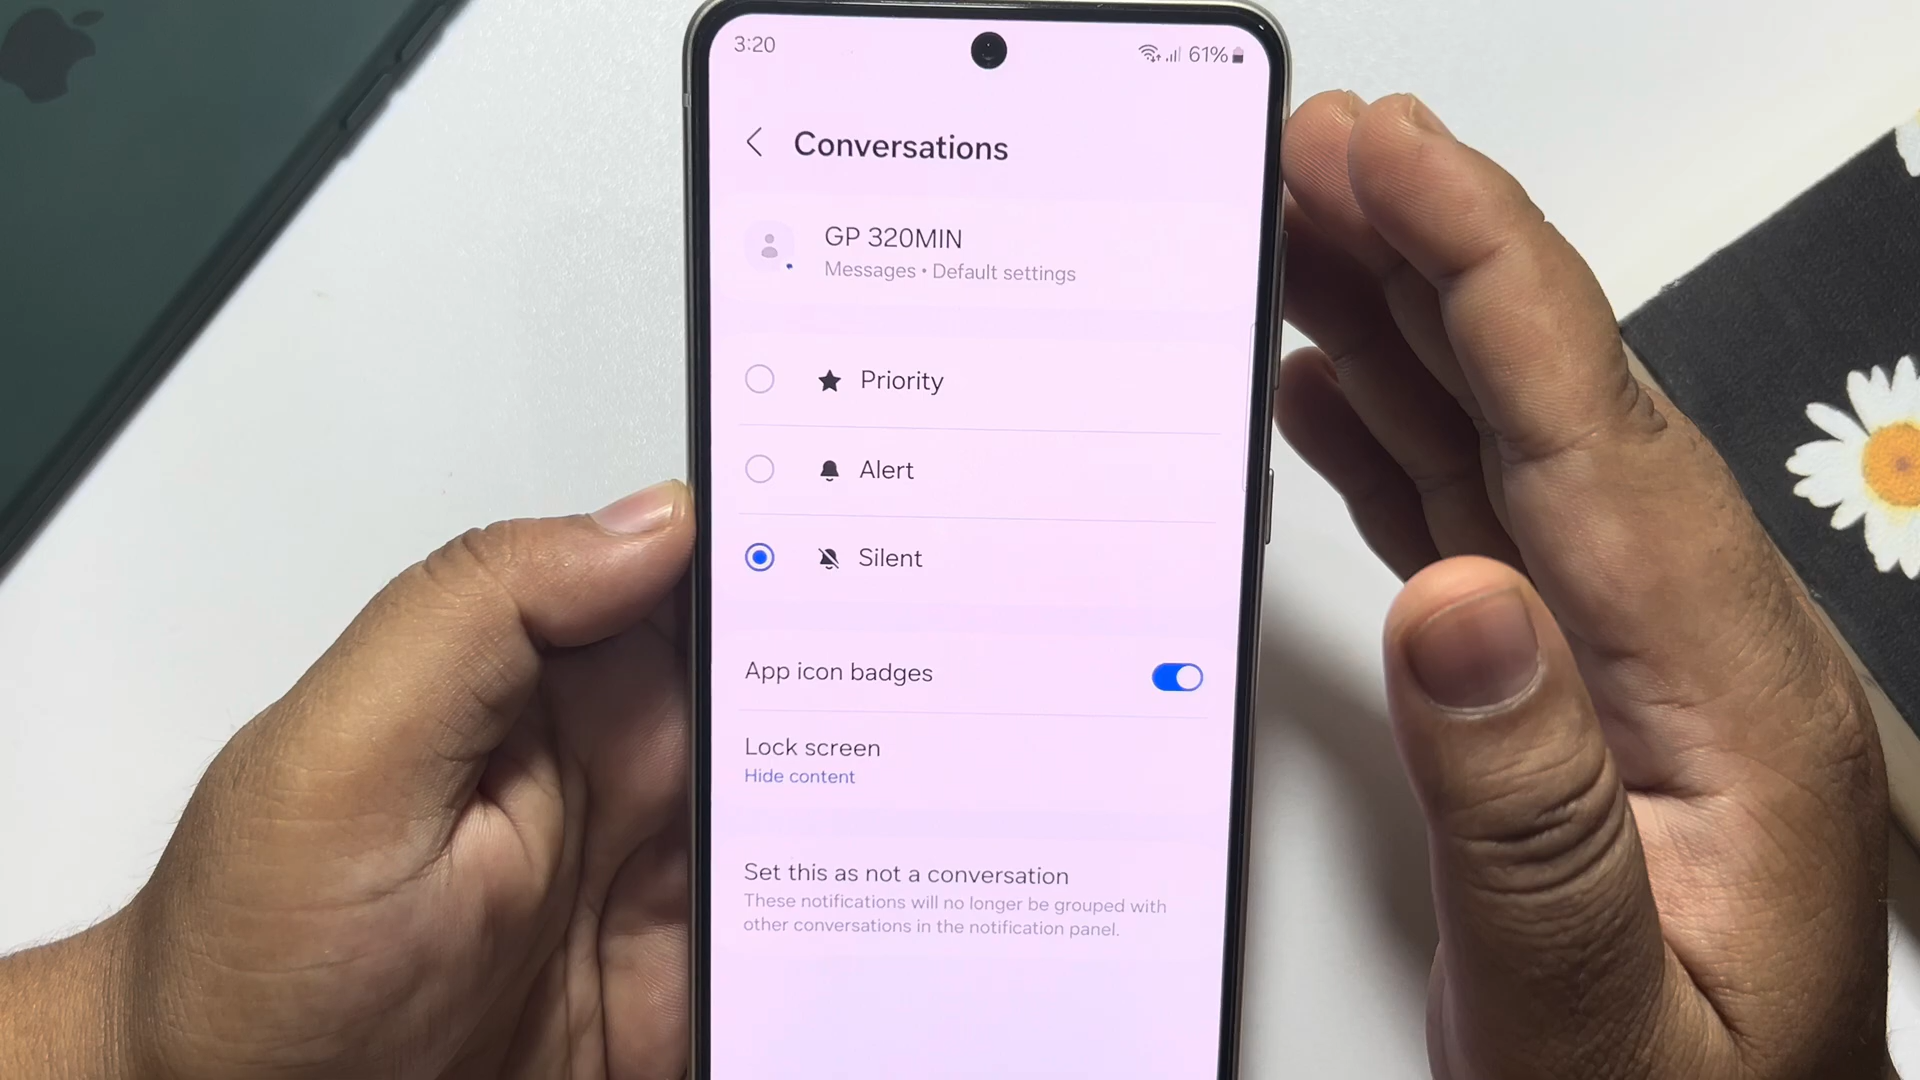 3:20
61%
Conversations
GP 320MIN
Messages • Default settings
Priority
Alert
Silent
App icon badges
Lock screen
Hide content
Set this as not a conversation
These notifications will no longer be grouped with
other conversations in the notification panel.